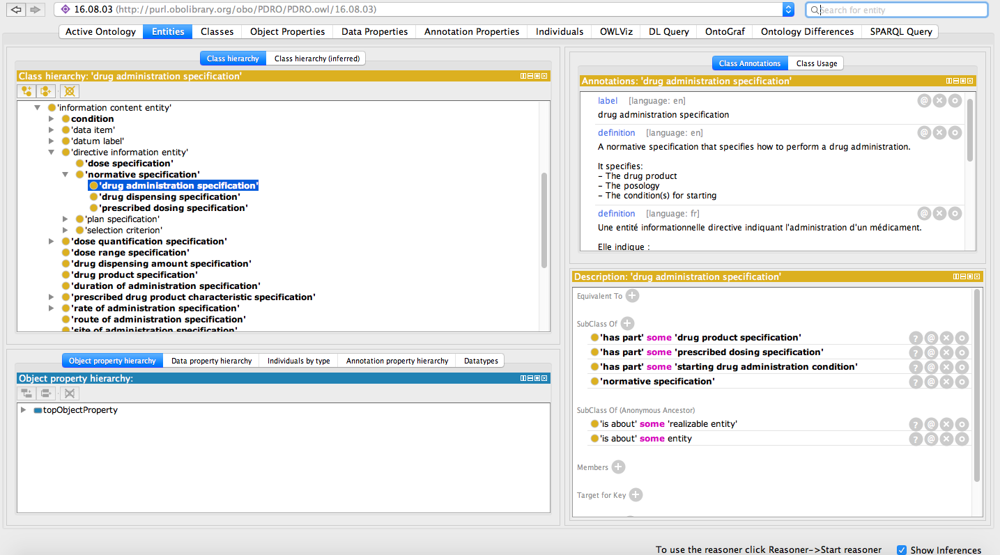 16.08.03 (http://purl.obolibrary.org/obo/PDRO/PDRO.owl/16.08.03)
Search for entity
Active Ontology Entities Classes Object Properties Data Properties Annotation Properties Individuals OWLViz DL Query OntoGraf Ontology Differences SPARQL Query
Class hierarchy Class hierarchy (inferred)
Class hierarchy: 'drug administration specification'
'information content entity'
condition
'data item'
'datum label'
'directive information entity'
'dose specification'
'normative specification'
'drug administration specification'
'drug dispensing specification'
'prescribed dosing specification'
'plan specification'
'selection criterion'
'dose quantification specification'
'dose range specification'
'drug dispensing amount specification'
'drug product specification'
'duration of administration specification'
'prescribed drug product characteristic specification'
'rate of administration specification'
'route of administration specification'
'site of administration specification'
Object property hierarchy Data property hierarchy Individuals by type Annotation property hierarchy Datatypes
Object property hierarchy:
topObjectProperty
Class Annotations Class Usage
Annotations: 'drug administration specification'
label [language: en]
drug administration specification
definition [language: en]
A normative specification that specifies how to perform a drug administration.
It specifies:
– The drug product
– The posology
– The condition(s) for starting
definition [language: fr]
Une entité informationnelle directive indiquant l'administration d'un médicament.
Elle indique :
Description: 'drug administration specification'
Equivalent To
SubClass Of
'has part' some 'drug product specification'
'has part' some 'prescribed dosing specification'
'has part' some 'starting drug administration condition'
'normative specification'
SubClass Of (Anonymous Ancestor)
'is about' some 'realizable entity'
'is about' some entity
Members
Target for Key
To use the reasoner click Reasoner->Start reasoner Show Inferences